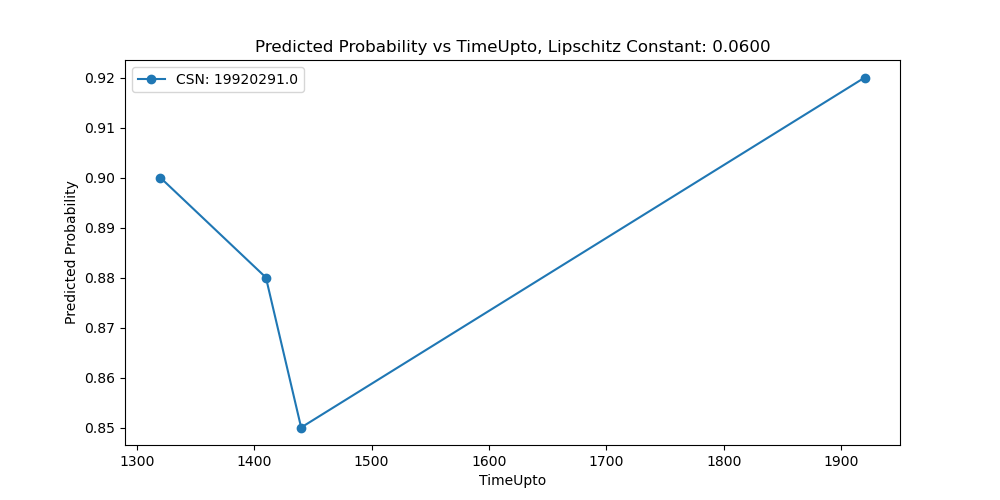 Predicted Probability vs TimeUpto, Lipschitz Constant: 0.0600
CSN: 19920291.0
Predicted Probability
0.92
0.91
0.90
0.89
0.88
0.87
0.86
0.85
1300 1400 1500 1600 1700 1800 1900
TimeUpto